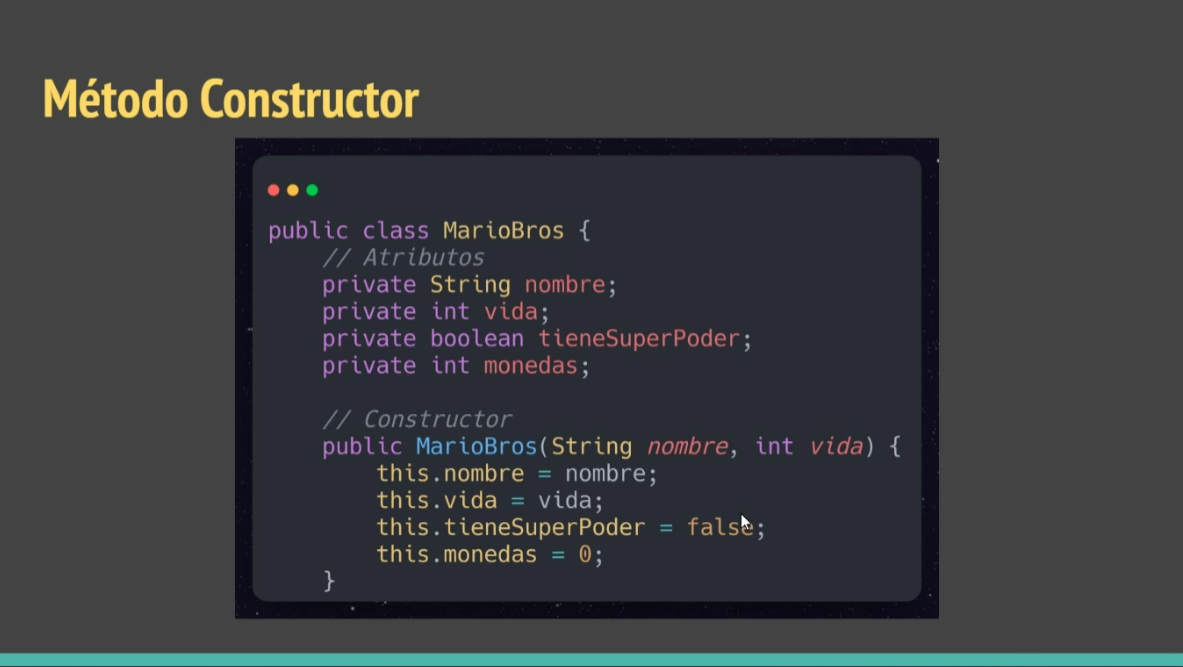 Método Constructor
public class MarioBros {
    // Atributos
    private String nombre;
    private int vida;
    private boolean tieneSuperPoder;
    private int monedas;

    // Constructor
    public MarioBros(String nombre, int vida) {
        this.nombre = nombre;
        this.vida = vida;
        this.tieneSuperPoder = false;
        this.monedas = 0;
    }